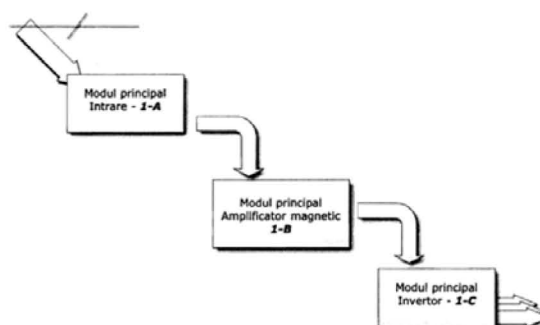 Modul principal
Intrare - 1-A
Modul principal
Amplificator magnetic
1-B
Modul principal
Invertor - 1-C